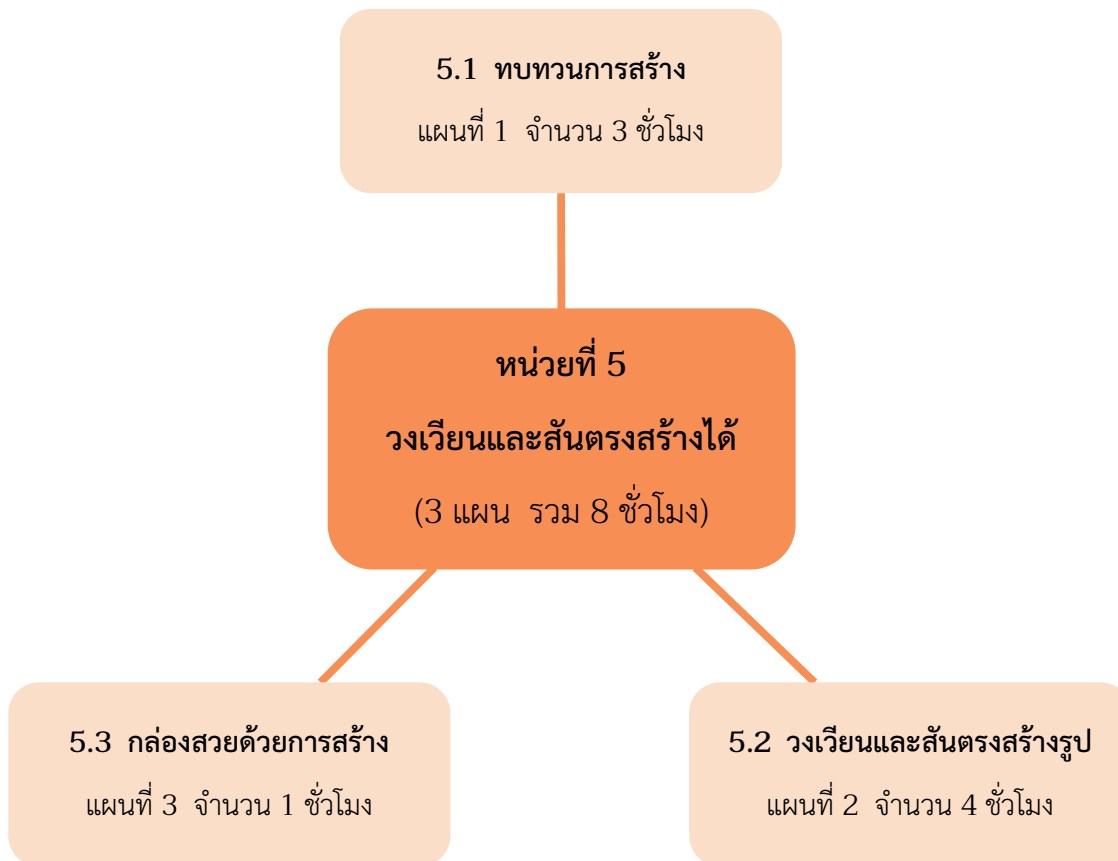 5.1 ทบทวนการสร้าง
แผนที่ 1 จำนวน 3 ชั่วโมง
หน่วยที่ 5
วงเวียนและสันตรงสร้างได้
(3 แผน รวม 8 ชั่วโมง)
5.3 กล่องสวยด้วยการสร้าง
แผนที่ 3 จำนวน 1 ชั่วโมง
5.2 วงเวียนและสันตรงสร้างรูป
แผนที่ 2 จำนวน 4 ชั่วโมง